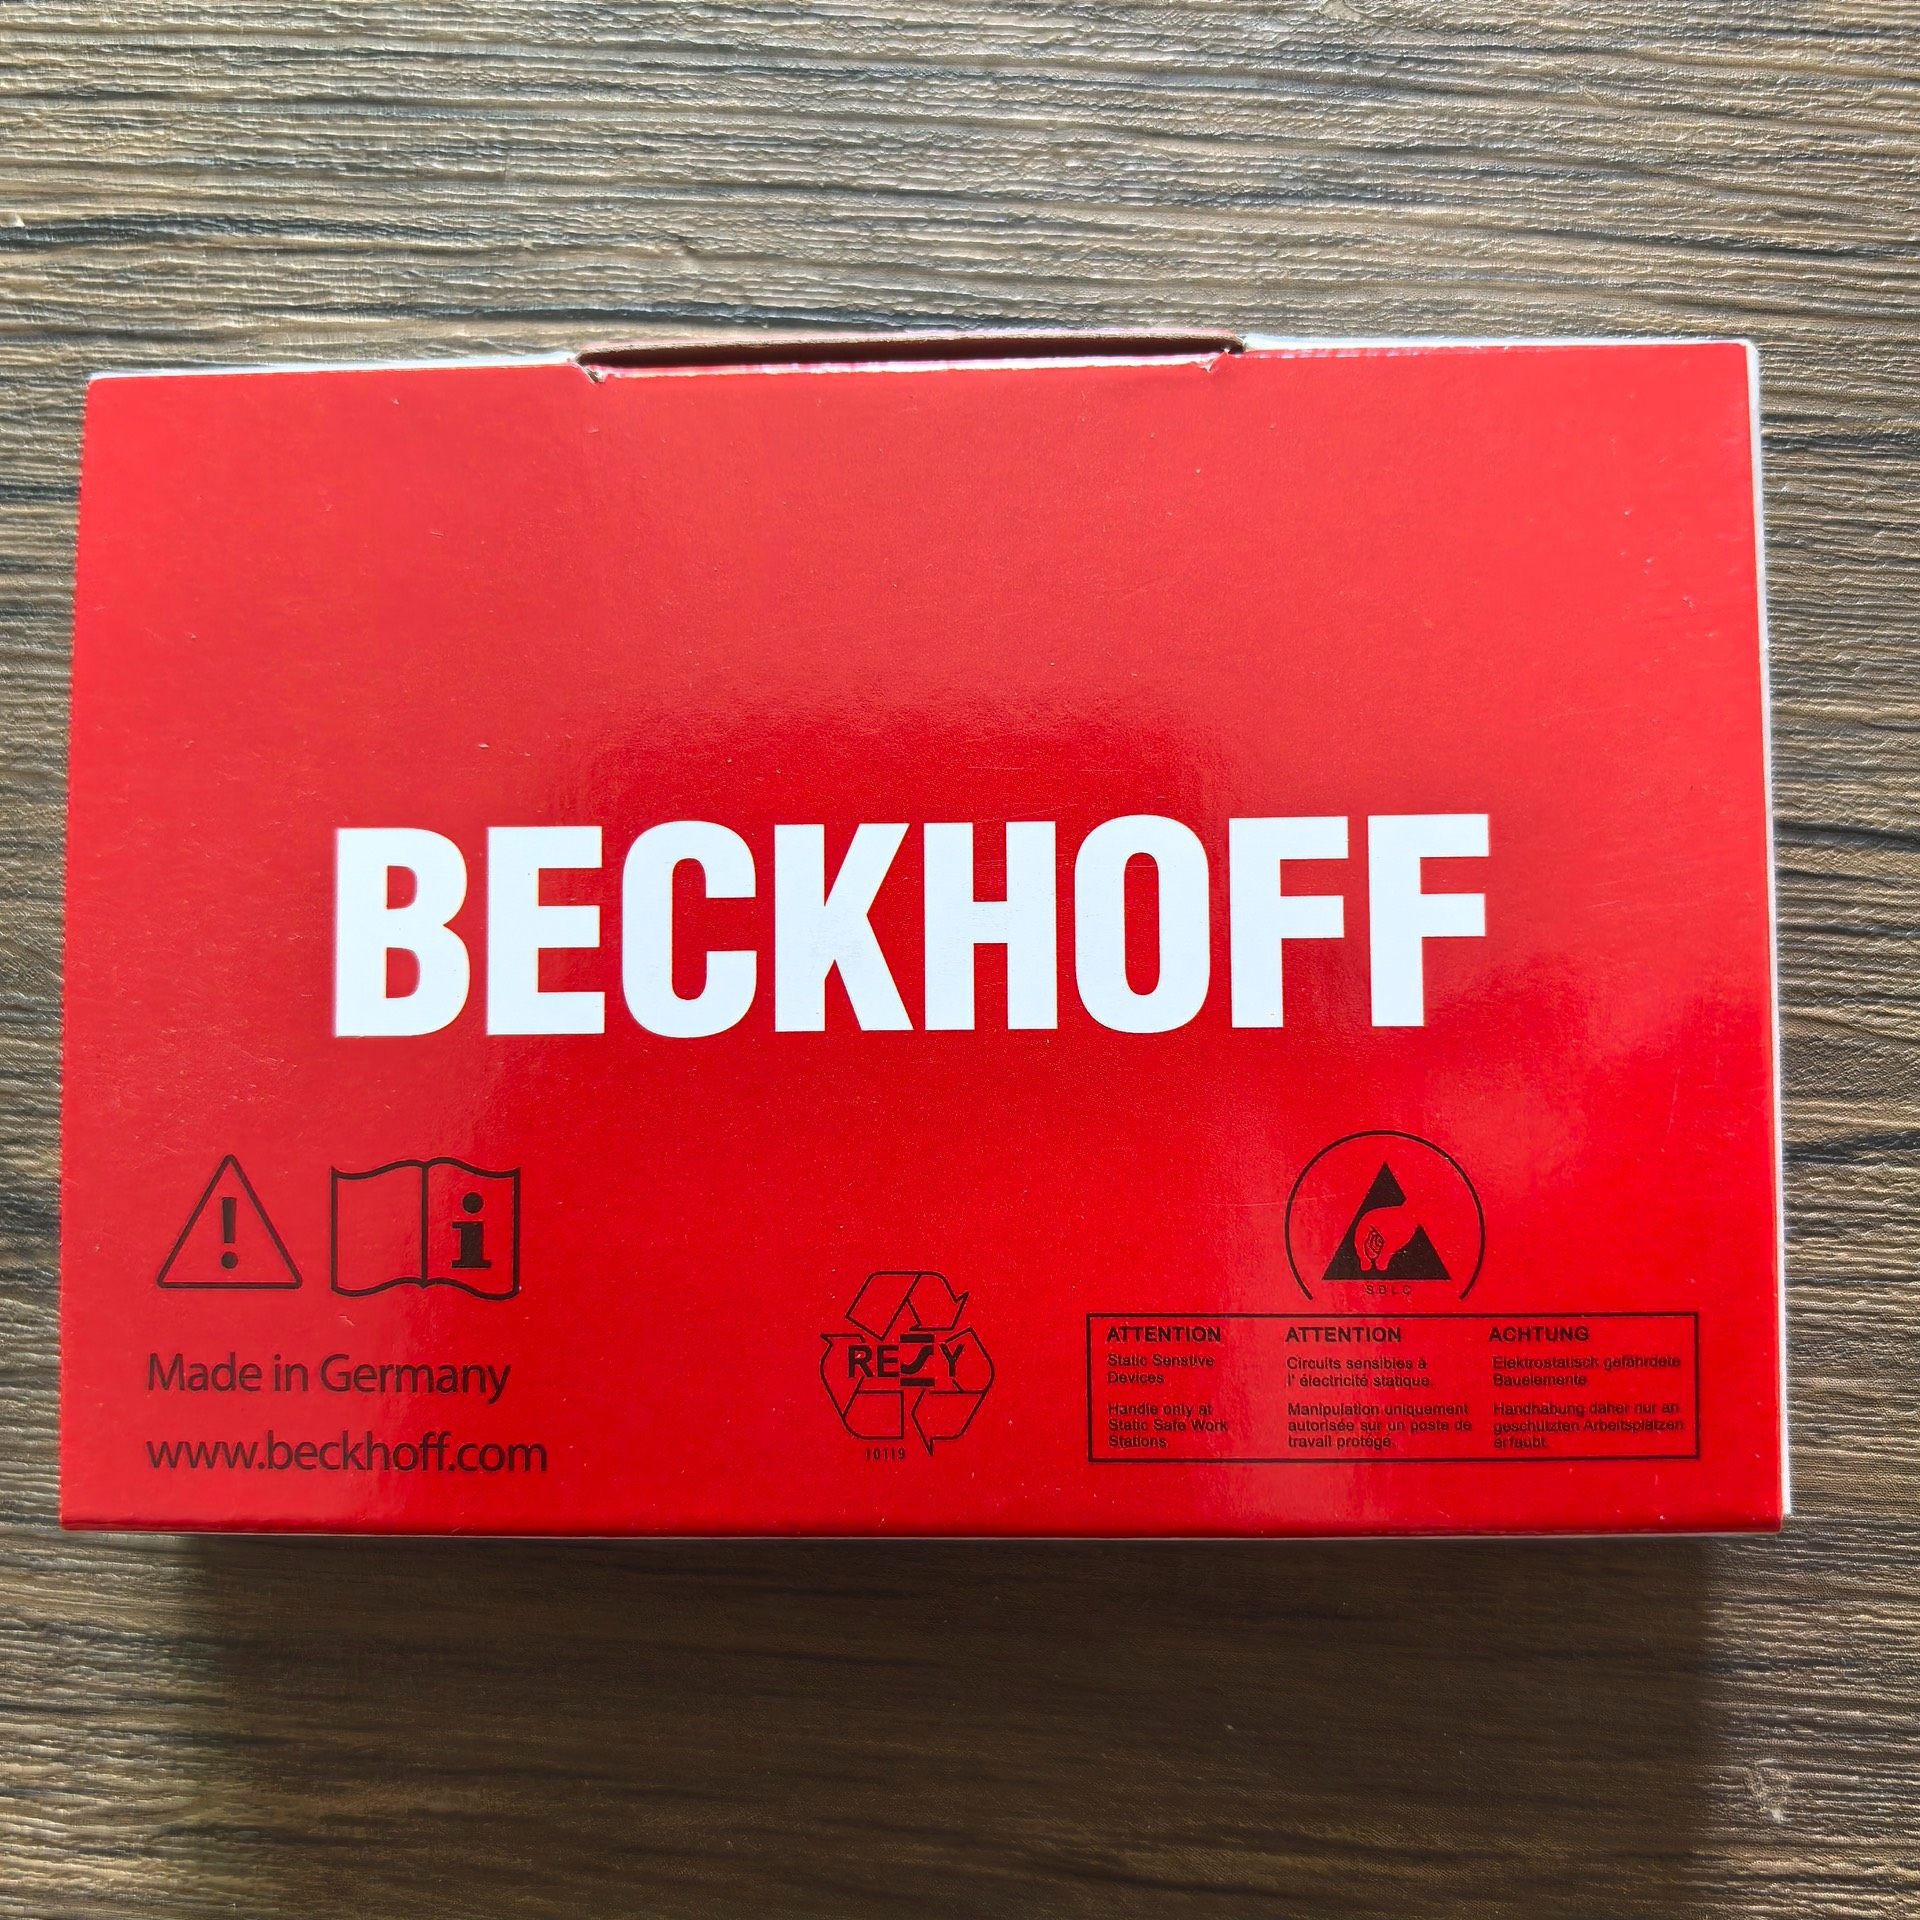 BECKHOFF
Made in Germany
www.beckhoff.com
RESY
10119
SDLC
ATTENTION
Static Senstive
Devices
Handle only at
Static Safe Work
Stations
ATTENTION
Circuits sensibles à
l' électricité statique.
Manipulation uniquement
autorisée sur un poste de
travail protégé.
ACHTUNG
Elektrostatisch gefährdete
Bauelemente
Handhabung daher nur an
geschützten Arbeitsplätzen
erlaubt.